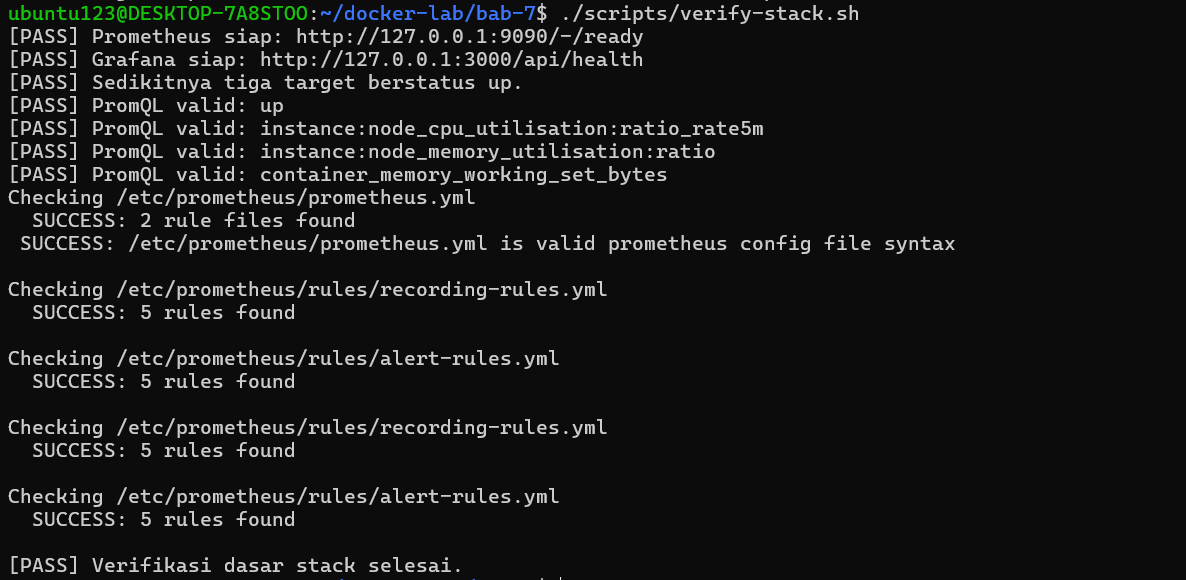 ubuntu123@DESKTOP-7A8STOO:~/docker-lab/bab-7$ ./scripts/verify-stack.sh
[PASS] Prometheus siap: http://127.0.0.1:9090/-/ready
[PASS] Grafana siap: http://127.0.0.1:3000/api/health
[PASS] Sedikitnya tiga target berstatus up.
[PASS] PromQL valid: up
[PASS] PromQL valid: instance:node_cpu_utilisation:ratio_rate5m
[PASS] PromQL valid: instance:node_memory_utilisation:ratio
[PASS] PromQL valid: container_memory_working_set_bytes
Checking /etc/prometheus/prometheus.yml
  SUCCESS: 2 rule files found
 SUCCESS: /etc/prometheus/prometheus.yml is valid prometheus config file syntax

Checking /etc/prometheus/rules/recording-rules.yml
  SUCCESS: 5 rules found

Checking /etc/prometheus/rules/alert-rules.yml
  SUCCESS: 5 rules found

Checking /etc/prometheus/rules/recording-rules.yml
  SUCCESS: 5 rules found

Checking /etc/prometheus/rules/alert-rules.yml
  SUCCESS: 5 rules found

[PASS] Verifikasi dasar stack selesai.